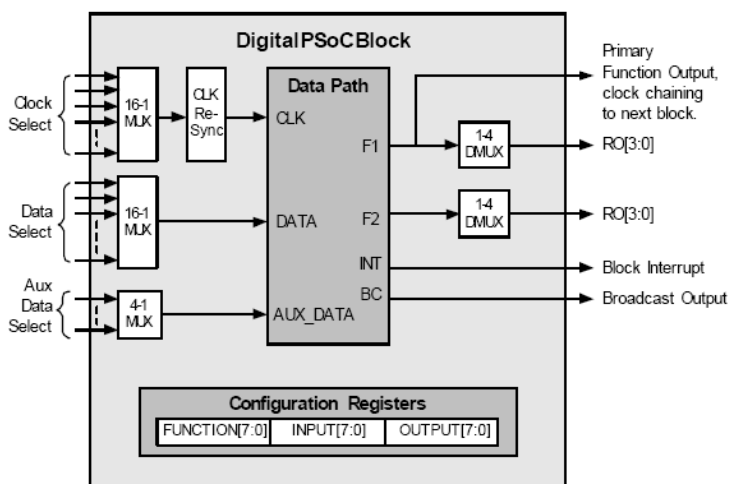 DigitalPSoCBlock
Clock
Select
16-1
MUX
CLK
Re-
Sync
Data Path
CLK
F1
Primary
Function Output,
clock chaining
to next block.
1-4
DMUX
RO[3:0]
Data
Select
16-1
MUX
DATA
F2
1-4
DMUX
RO[3:0]
INT
Block Interrupt
BC
Broadcast Output
Aux
Data
Select
4-1
MUX
AUX_DATA
Configuration Registers
FUNCTION[7:0] INPUT[7:0] OUTPUT[7:0]